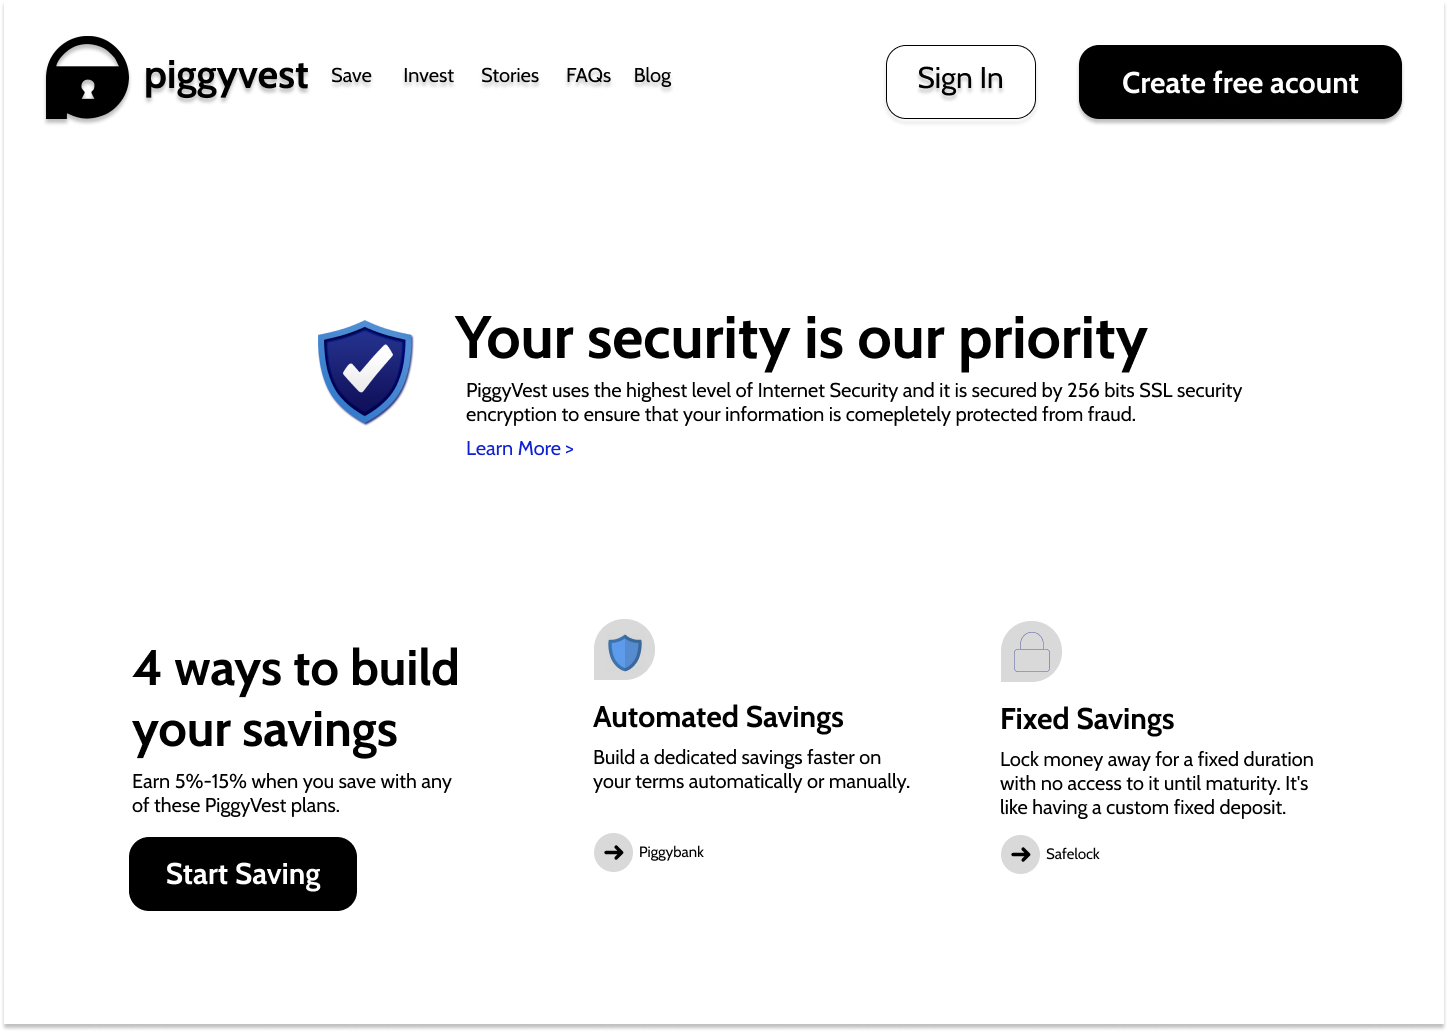 piggyvest
Save Invest Stories FAQs Blog
Sign In
Create free acount
Your security is our priority
PiggyVest uses the highest level of Internet Security and it is secured by 256 bits SSL security
encryption to ensure that your information is comepletely protected from fraud.
Learn More >
4 ways to build
your savings
Earn 5%-15% when you save with any
of these PiggyVest plans.
Start Saving
Automated Savings
Build a dedicated savings faster on
your terms automatically or manually.
Piggybank
Fixed Savings
Lock money away for a fixed duration
with no access to it until maturity. It's
like having a custom fixed deposit.
Safelock